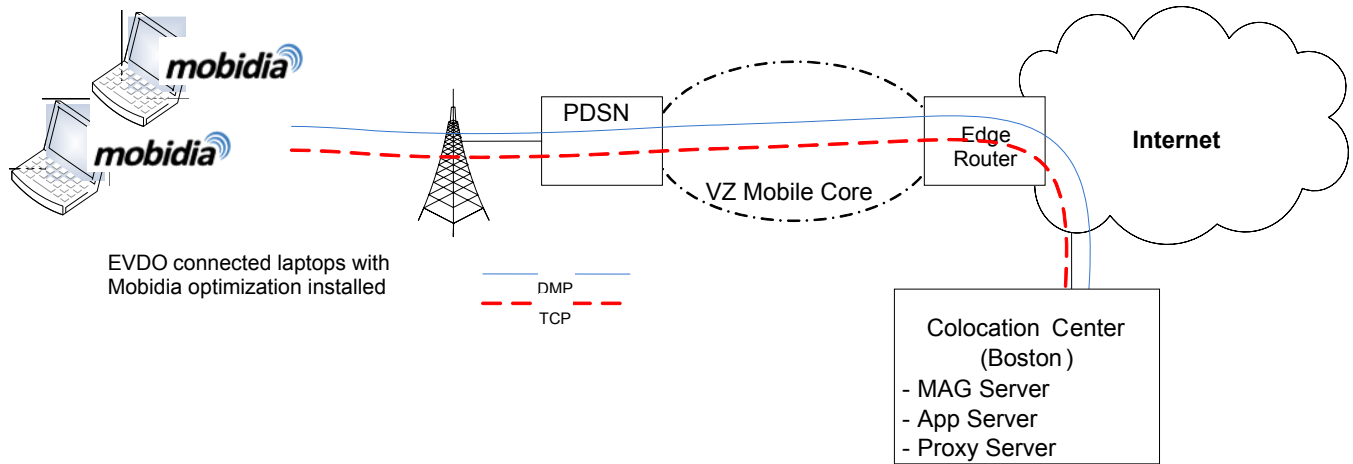 mobidia
mobidia
PDSN
Edge
Router
Internet
VZ Mobile Core
EVDO connected laptops with
Mobidia optimization installed
DMP
TCP
Colocation Center
(Boston)
- MAG Server
- App Server
- Proxy Server